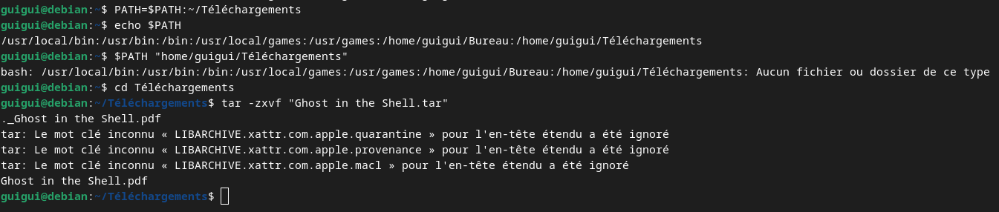 guigui@debian:~$ PATH=$PATH:~/Téléchargements
guigui@debian:~$ echo $PATH
/usr/local/bin:/usr/bin:/bin:/usr/local/games:/usr/games:/home/guigui/Bureau:/home/guigui/Téléchargements
guigui@debian:~$ $PATH "home/guigui/Téléchargements"
bash: /usr/local/bin:/usr/bin:/bin:/usr/local/games:/usr/games:/home/guigui/Bureau:/home/guigui/Téléchargements: Aucun fichier ou dossier de ce type
guigui@debian:~$ cd Téléchargements
guigui@debian:~/Téléchargements$ tar -zxvf "Ghost in the Shell.tar"
._Ghost in the Shell.pdf
tar: Le mot clé inconnu « LIBARCHIVE.xattr.com.apple.quarantine » pour l'en-tête étendu a été ignoré
tar: Le mot clé inconnu « LIBARCHIVE.xattr.com.apple.provenance » pour l'en-tête étendu a été ignoré
tar: Le mot clé inconnu « LIBARCHIVE.xattr.com.apple.macl » pour l'en-tête étendu a été ignoré
Ghost in the Shell.pdf
guigui@debian:~/Téléchargements$